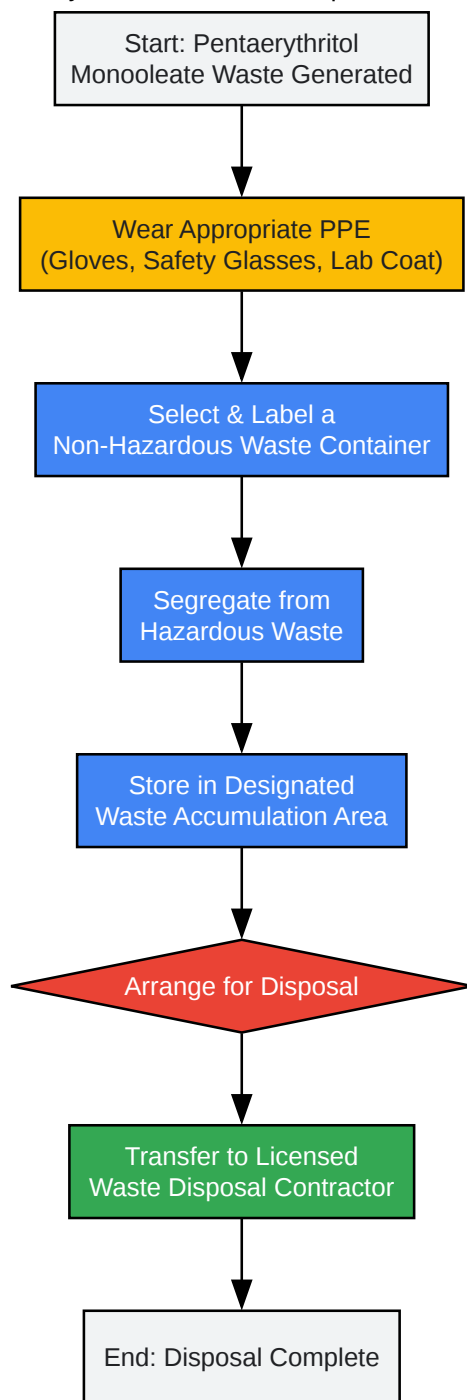 Start: Pentaerythritol
Monooleate Waste Generated
Wear Appropriate PPE
(Gloves, Safety Glasses, Lab Coat)
Select & Label a
Non-Hazardous Waste Container
Segregate from
Hazardous Waste
Store in Designated
Waste Accumulation Area
Arrange for Disposal
Transfer to Licensed
Waste Disposal Contractor
End: Disposal Complete